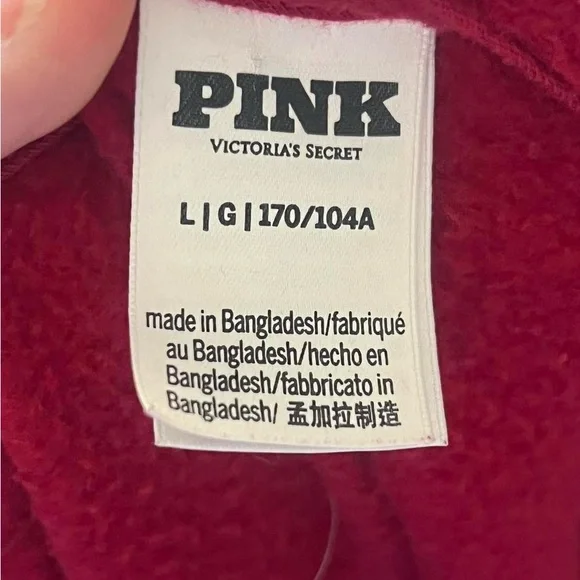 PINK
VICTORIA'S SECRET
L | G | 170/104A
made in Bangladesh/fabriqué
au Bangladesh/hecho en
Bangladesh/fabbricato in
Bangladesh/ 孟加拉制造